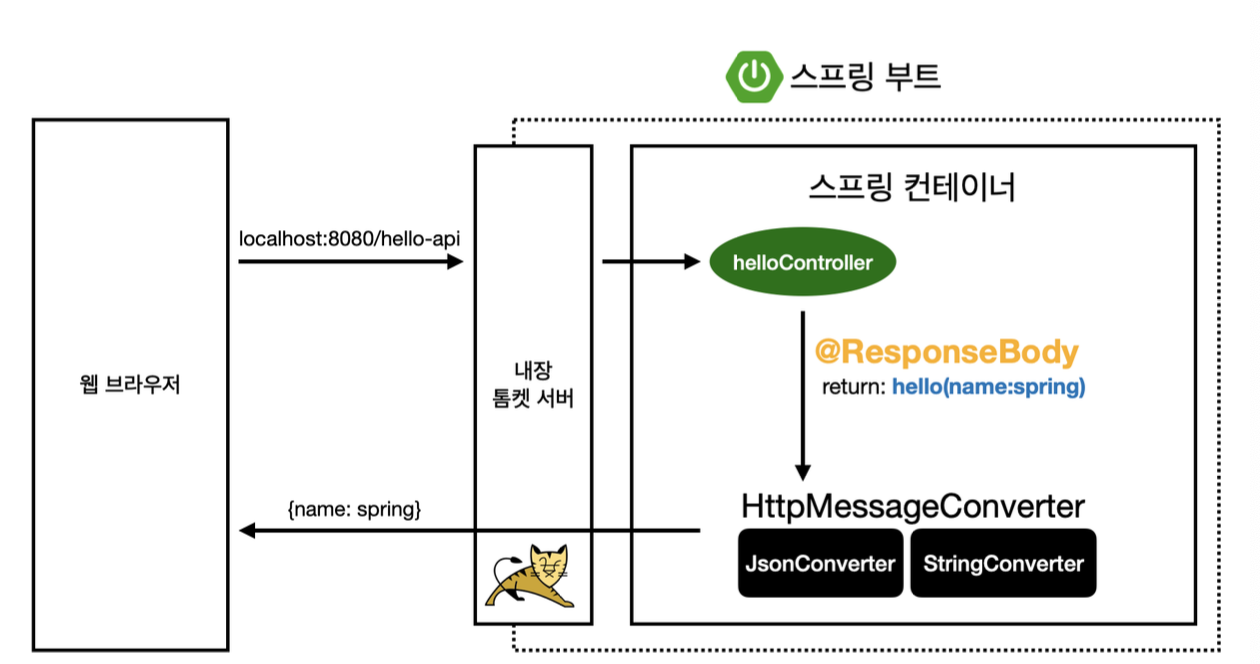 스프링 부트
스프링 컨테이너
localhost:8080/hello-api
helloController
@ResponseBody
return: hello(name:spring)
웹 브라우저
내장
톰켓 서버
{name: spring}
HttpMessageConverter
JsonConverter
StringConverter